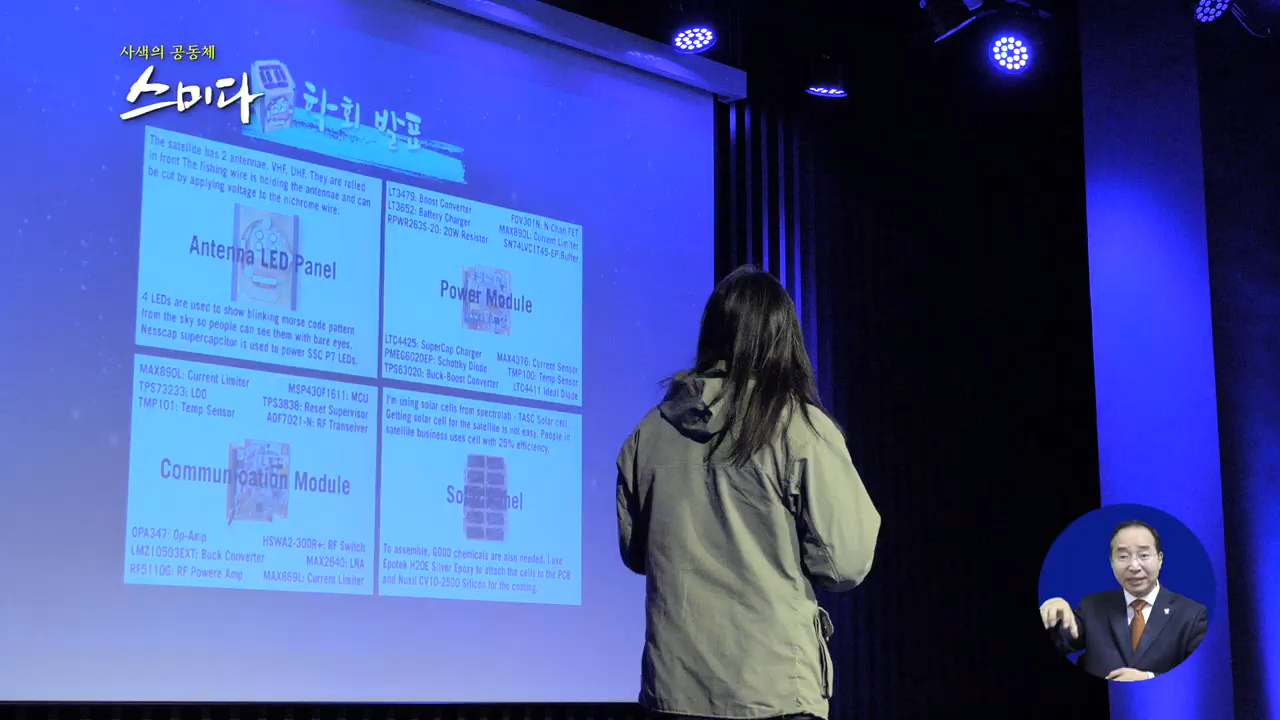 사색의 공동체
스미다
학회 발표
The satellite has 2 antennae, VHF, UHF. They are rolled
in front The fishing wire is holding the antennae and can
be cut by applying voltage to the nichrome wire.
Antenna LED Panel
4 LEDs are used to show blinking morse code pattern
from the sky so people can see them with bare eyes.
Nesscap supercapcitor is used to power SSC P7 LEDs.
LT3479: Boost Converter
LT3652: Battery Charger
RPWR263S-20: 20W Resistor
FDV301N: N-Chan FET
MAX890L: Current Limiter
SN74LVC1T45-EP.Buffer
Power Module
LTC4425: SuperCap Charger
PMEG6020EP: Schottky Diode
TPS63020: Buck-Boost Converter
MAX4376: Current Sensor
TMP100: Temp Sensor
LTC4411 Ideal Diode
MAX890L: Current Limiter
TPS73233: LDO
TMP101: Temp Sensor
MSP430F1611: MCU
TPS3838: Reset Supervisor
ADF7021-N: RF Transeiver
Communication Module
OPA347: Op-Amp
LMZ10503EXT: Buck Converter
RF5110G: RF Powere Amp
HSWA2-30DR+: RF Switch
MAX2640: LNA
MAX869L: Current Limiter
I'm using solar cells from spectrolab - TASC Solar cell.
Getting solar cell for the satellite is not easy. People in
satellite business uses cell with 25% efficiency.
Solar Panel
To assemble, GOOD chemicals are also needed. I use
Epotek H20E Silver Epoxy to attach the cells to the PCB
and Nusil CV10-2500 Silicon for the coating.